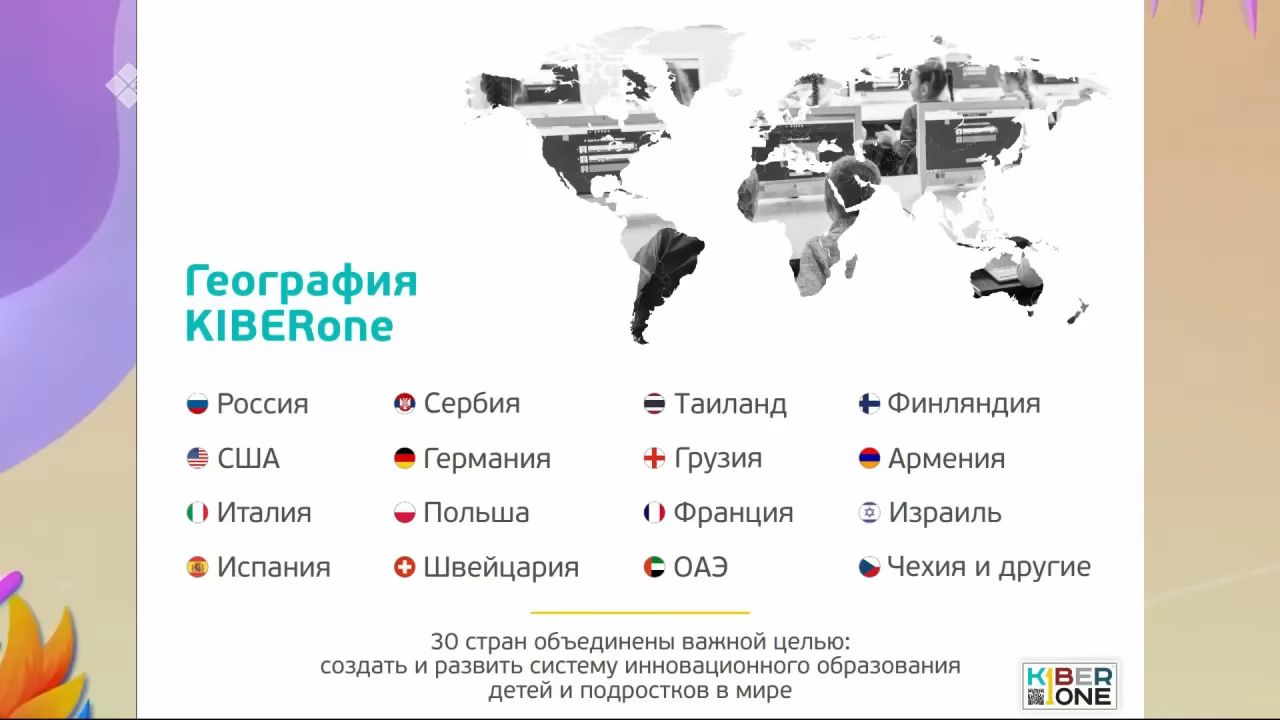 География
KIBERone
Россия
Сербия
Таиланд
Финляндия
США
Германия
Грузия
Армения
Италия
Польша
Франция
Израиль
Испания
Швейцария
ОАЭ
Чехия и другие
30 стран объединены важной целью:
создать и развить систему инновационного образования
детей и подростков в мире
K1BER
ONE